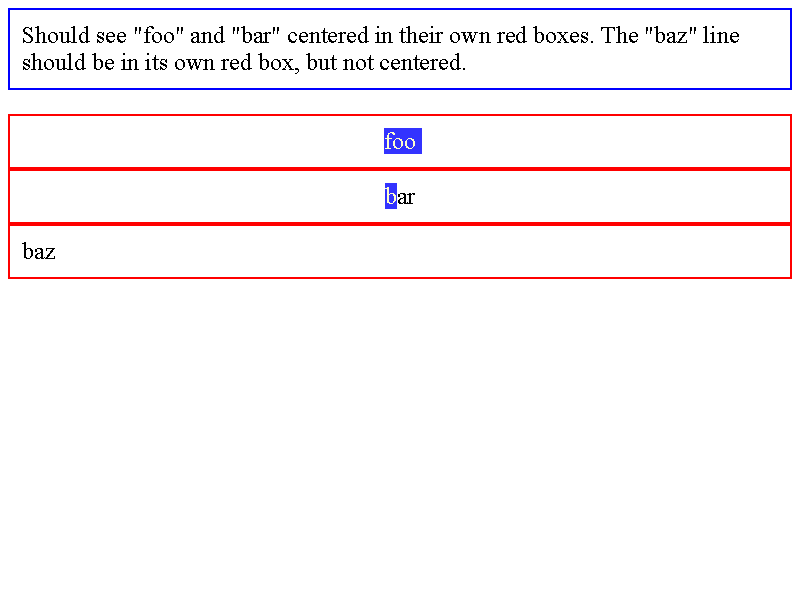 Should see "foo" and "bar" centered in their own red boxes. The "baz" line
should be in its own red box, but not centered.
foo
bar
baz